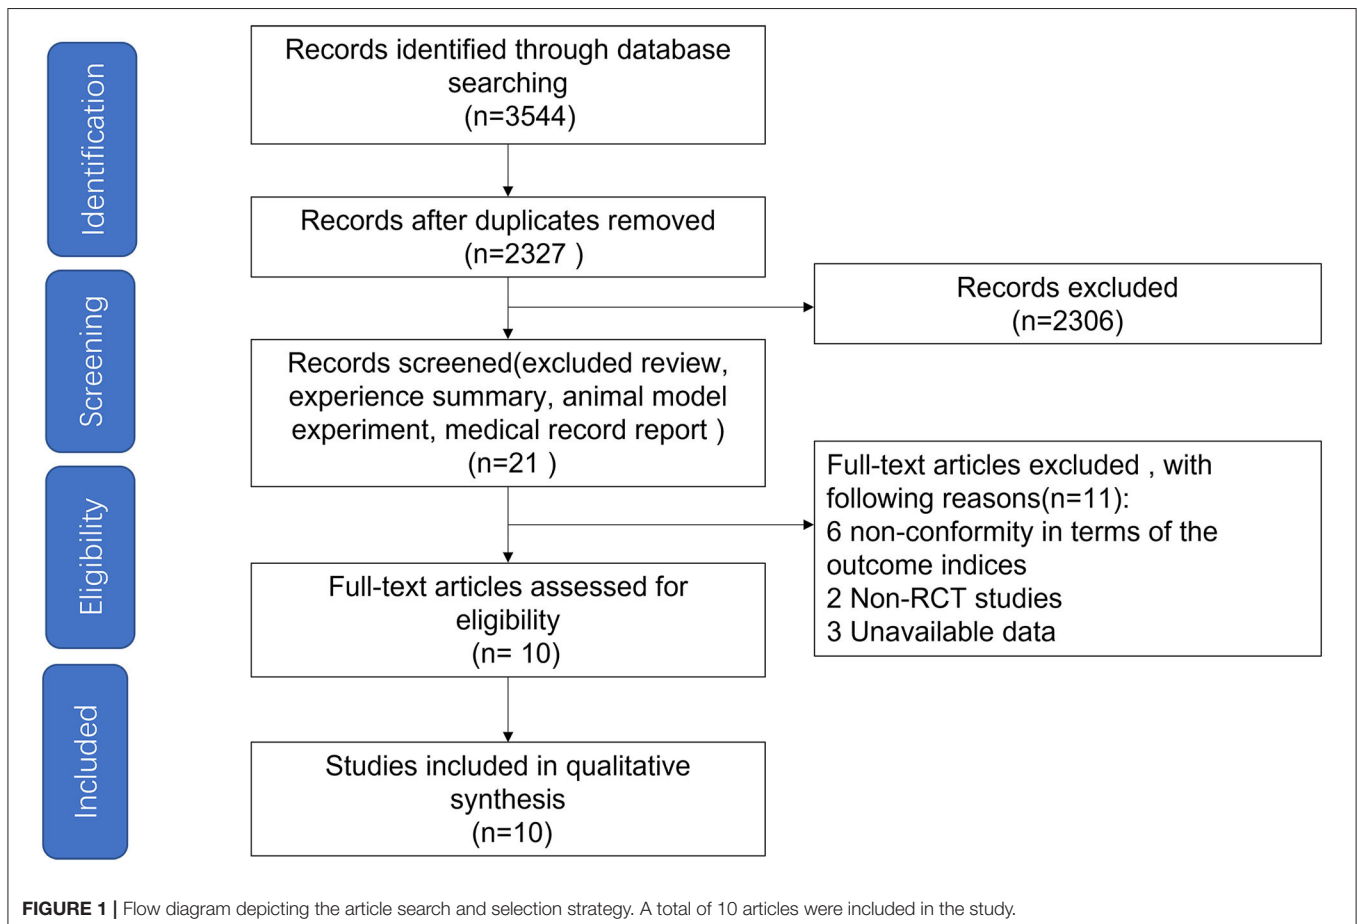 Identification
Records identified through database
searching
(n=3544)
Records after duplicates removed
(n=2327 )
Screening
Records excluded
(n=2306)
Records screened(excluded review,
experience summary, animal model
experiment, medical record report )
(n=21 )
Eligibility
Full-text articles excluded , with
following reasons(n=11):
6 non-conformity in terms of the
outcome indices
2 Non-RCT studies
3 Unavailable data
Full-text articles assessed for
eligibility
(n= 10)
Included
Studies included in qualitative
synthesis
(n=10)
FIGURE 1 | Flow diagram depicting the article search and selection strategy. A total of 10 articles were included in the study.